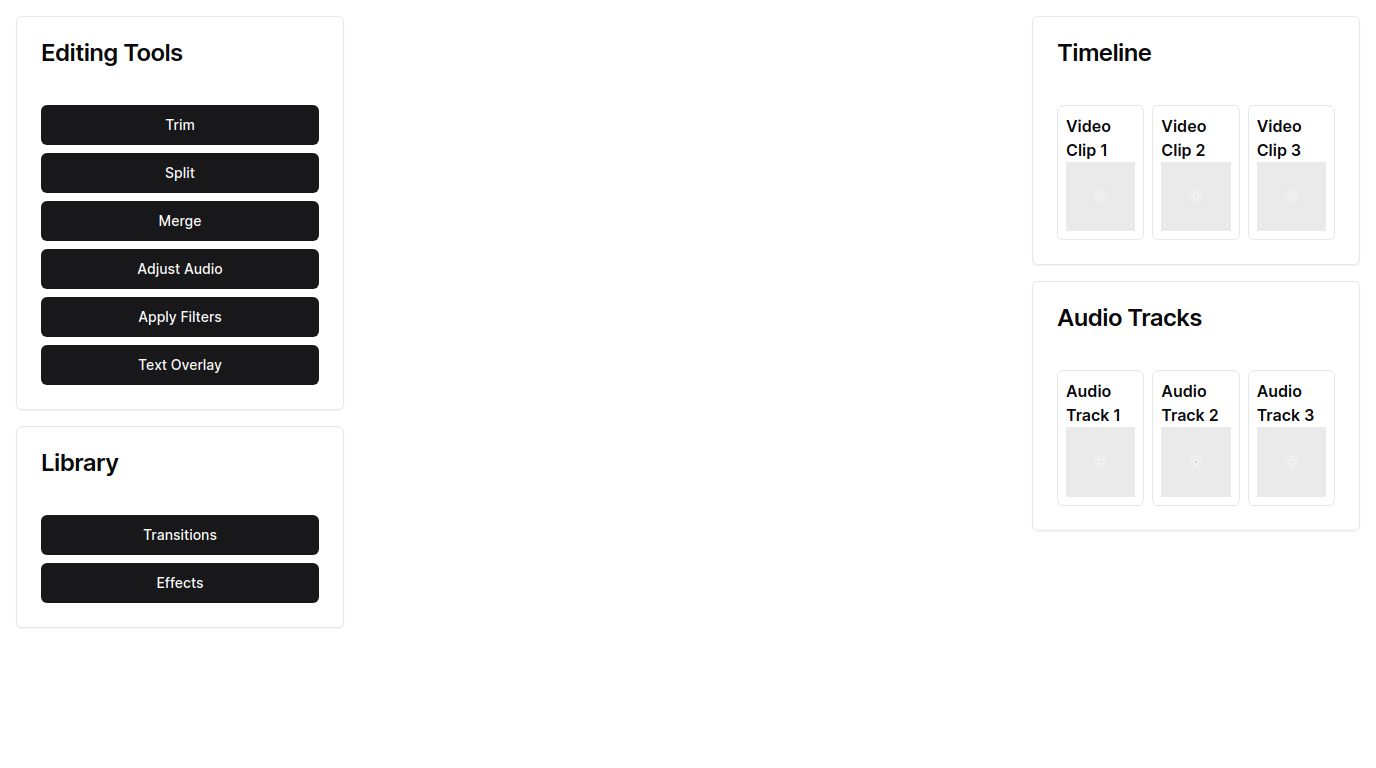 Editing Tools
Trim
Split
Merge
Adjust Audio
Apply Filters
Text Overlay
Library
Transitions
Effects
Timeline
Video
Clip 1
Video
Clip 2
Video
Clip 3
Audio Tracks
Audio
Track 1
Audio
Track 2
Audio
Track 3